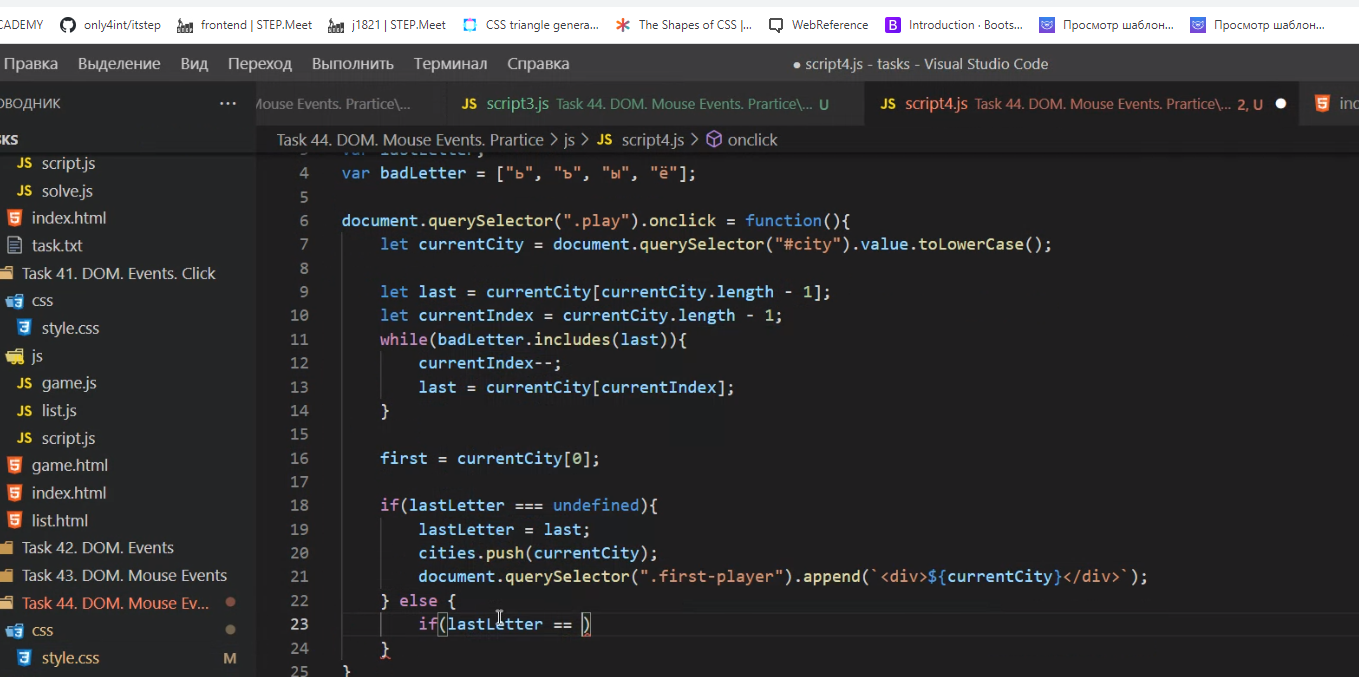 CADEMY only4int/itstep frontend | STEP.Meet j1821 | STEP.Meet CSS triangle genera... The Shapes of CSS |... WebReference B Introduction · Boots... Просмотр шаблон... Просмотр шаблон...
Правка Выделение Вид Переход Выполнить Терминал Справка ● script4.js - tasks - Visual Studio Code
ОВОДНИК ... Mouse Events. Prartice\... JS script3.js Task 44. DOM. Mouse Events. Prartice\... U JS script4.js Task 44. DOM. Mouse Events. Prartice\... 2, U ●
KS Task 44. DOM. Mouse Events. Prartice > js > JS script4.js > onclick
JS script.js
JS solve.js
index.html
task.txt
Task 41. DOM. Events. Click
css
style.css
js
JS game.js
JS list.js
JS script.js
game.html
index.html
list.html
Task 42. DOM. Events
Task 43. DOM. Mouse Events
Task 44. DOM. Mouse Ev...
css
style.css M
3 var lastLetter;
4 var badLetter = ["ь", "ъ", "ы", "ё"];
5
6 document.querySelector(".play").onclick = function(){
7 let currentCity = document.querySelector("#city").value.toLowerCase();
8
9 let last = currentCity[currentCity.length - 1];
10 let currentIndex = currentCity.length - 1;
11 while(badLetter.includes(last)){
12 currentIndex--;
13 last = currentCity[currentIndex];
14 }
15
16 first = currentCity[0];
17
18 if(lastLetter === undefined){
19 lastLetter = last;
20 cities.push(currentCity);
21 document.querySelector(".first-player").append(`<div>${currentCity}</div>`);
22 } else {
23 if(lastLetter == )
24 }
25 }